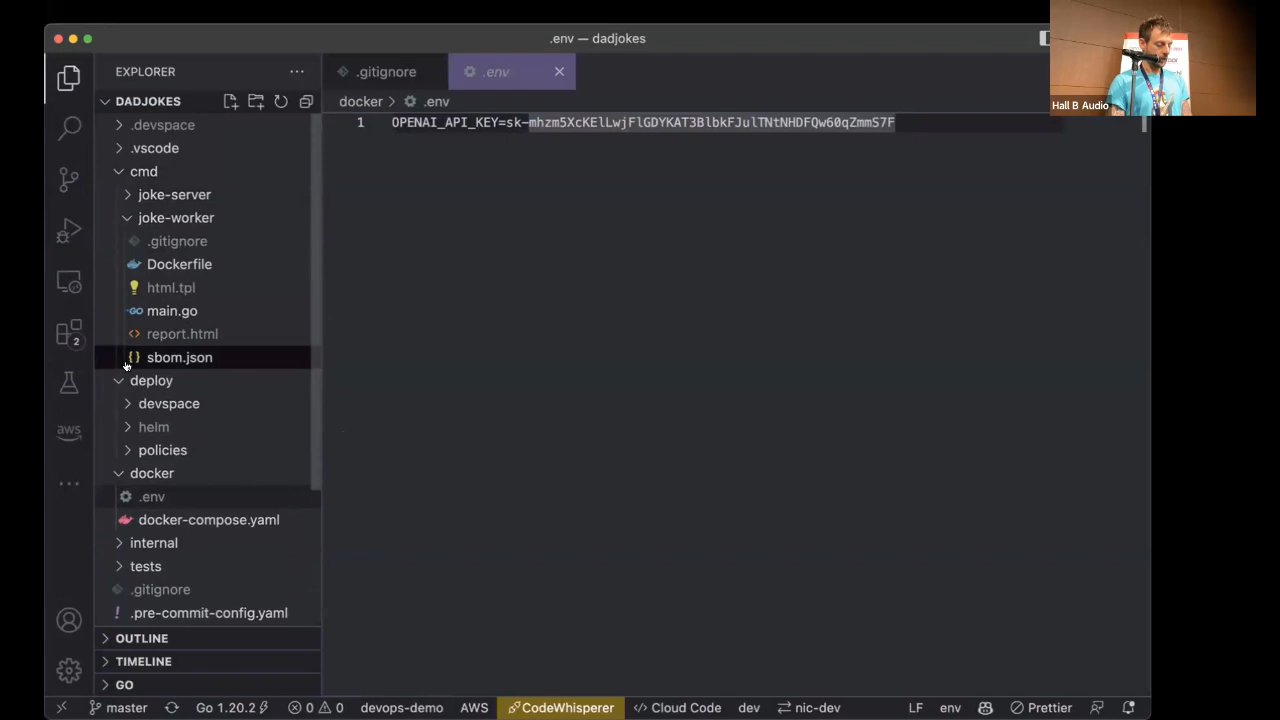 .env — dadjokes
Hall B Audio
EXPLORER
.gitignore
.env
DADJOKES
docker > .env
1 OPENAI_API_KEY=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
.devspace
.vscode
cmd
joke-server
joke-worker
.gitignore
Dockerfile
html.tpl
main.go
report.html
sbom.json
deploy
devspace
helm
policies
docker
.env
docker-compose.yaml
internal
tests
.gitignore
.pre-commit-config.yaml
OUTLINE
TIMELINE
GO
2
aws
master Go 1.20.2 0 0 devops-demo AWS CodeWhisperer Cloud Code dev nic-dev LF env Prettier